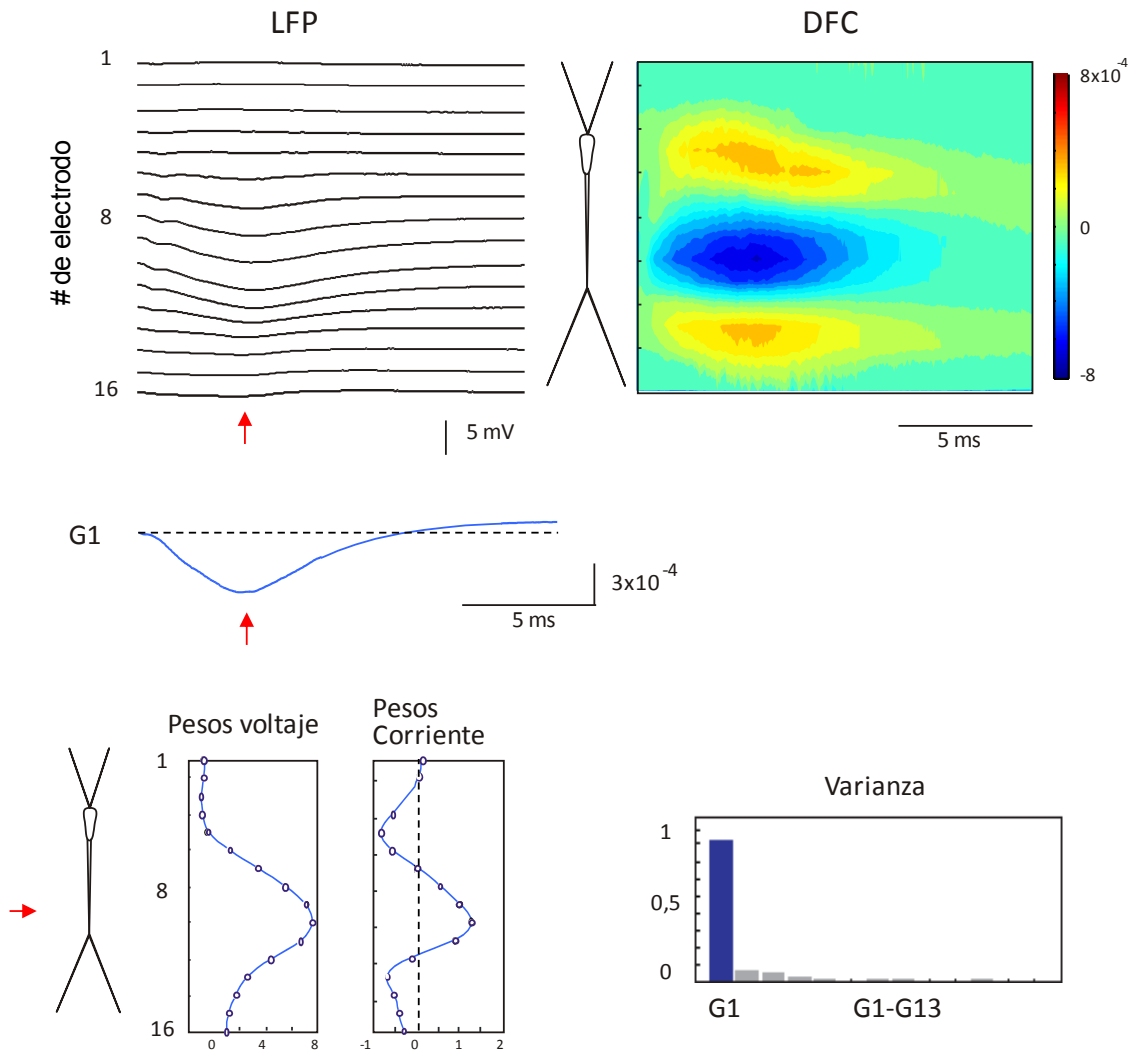 LFP
DFC
# de electrodo
1
8
16
5 mV
8x10-4
0
-8
5 ms
G1
3x10-4
5 ms
Pesos voltaje
Pesos
Corriente
1
8
16
0 4 8
-1 0 1 2
Varianza
1
0,5
0
G1
G1-G13